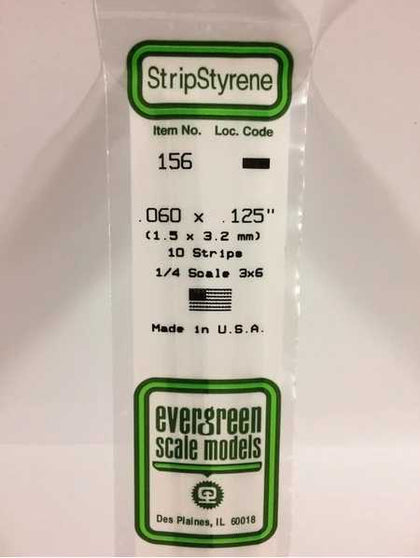 StripStyrene
Item No. Loc. Code
156
.060 x .125"
(1.5 x 3.2 mm)
10 Strips
1/4 Scale 3x6
Made in U.S.A.
evergreen
scale models
Des Plaines, IL 60018